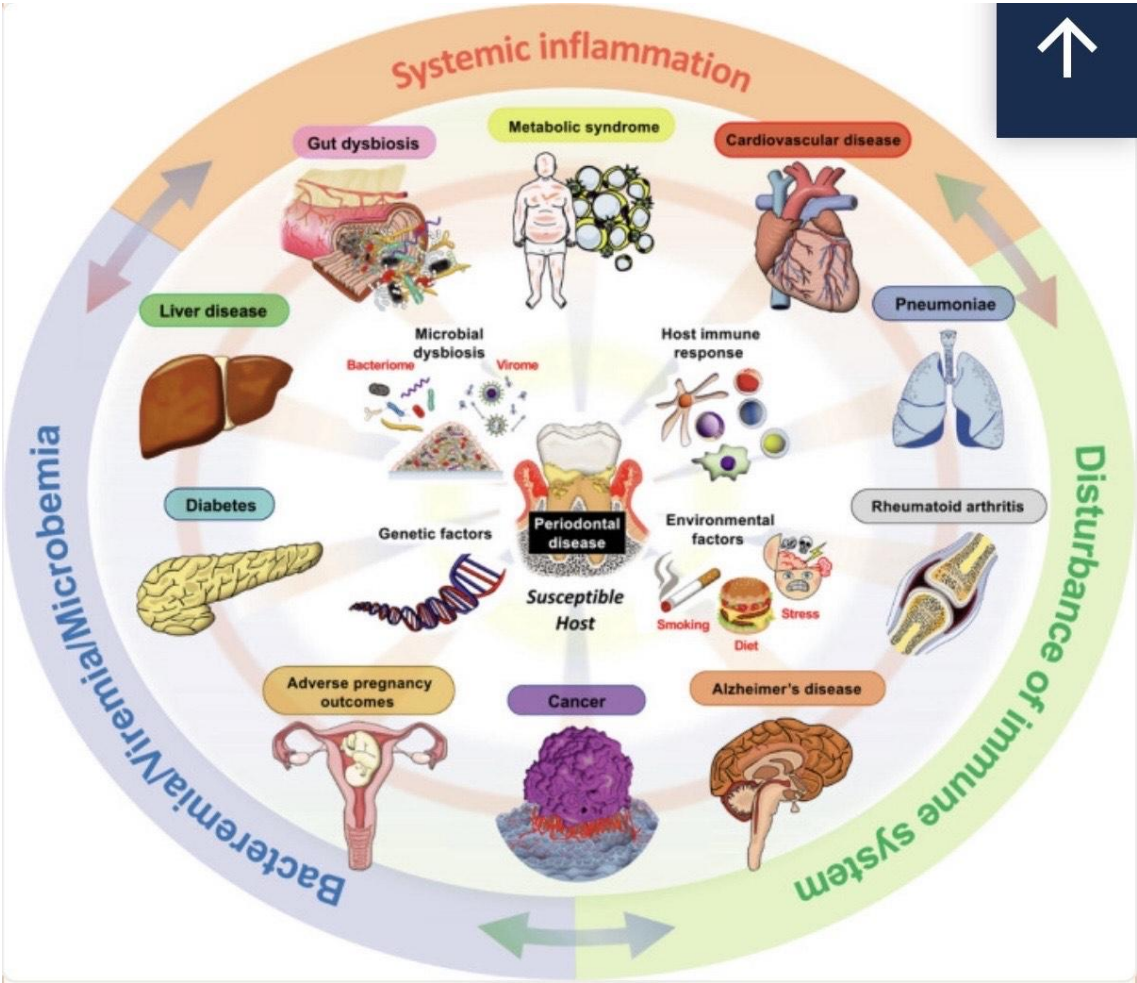 Systemic inflammation
Gut dysbiosis
Metabolic syndrome
Cardiovascular disease
Liver disease
Pneumoniae
Microbial
dysbiosis
Bacteriome
Virome
Host immune
response
Diabetes
Rheumatoid arthritis
Genetic factors
Periodontal
disease
Environmental
factors
Susceptible
Host
Smoking
Diet
Stress
Adverse pregnancy
outcomes
Cancer
Alzheimer's disease
Bacteremia/Viremia/Microbemia
Disturbance of immune system